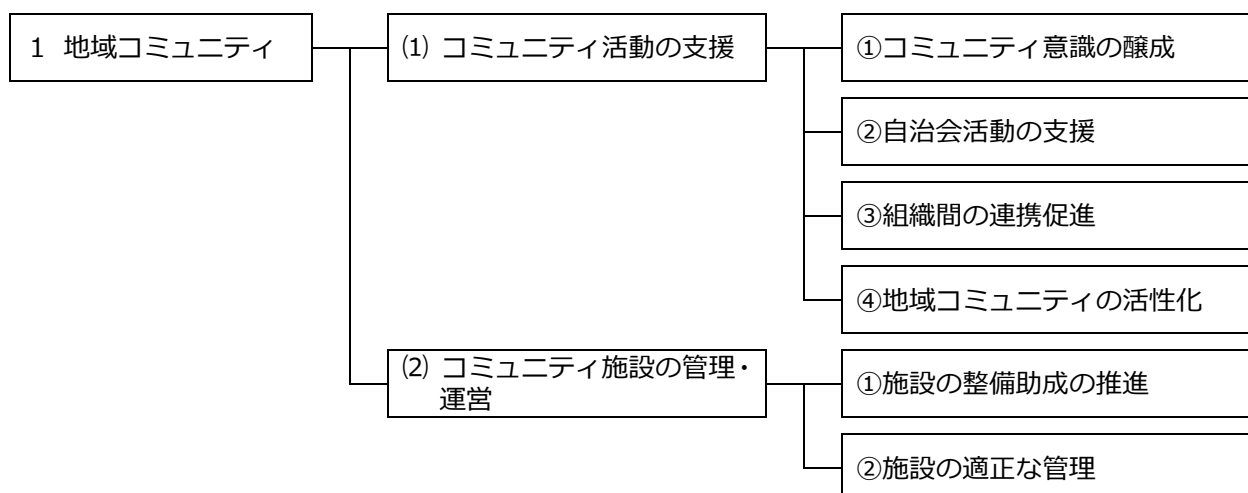 1 地域コミュニティ
⑴ コミュニティ活動の支援
①コミュニティ意識の醸成
②自治会活動の支援
③組織間の連携促進
④地域コミュニティの活性化
⑵ コミュニティ施設の管理・
運営
①施設の整備助成の推進
②施設の適正な管理